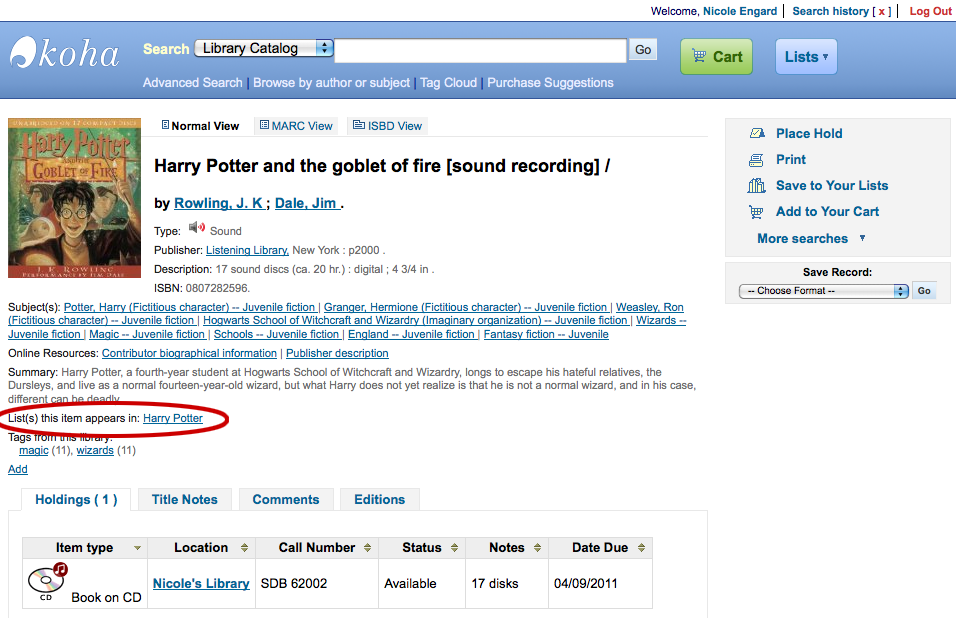 Welcome, Nicole Engard | Search history [ x ] | Log Out
koha
Search Library Catalog Go Cart Lists ▾
Advanced Search | Browse by author or subject | Tag Cloud | Purchase Suggestions
UNABRIDGED ON 17 COMPACT DISCS
Harry Potter
AND THE
GOBLET OF FIRE
J. K. ROWLING
PERFORMANCE BY JIM DALE
Normal View MARC View ISBD View
Harry Potter and the goblet of fire [sound recording] /
by Rowling, J. K ; Dale, Jim .
Type: Sound
Publisher: Listening Library, New York : p2000 .
Description: 17 sound discs (ca. 20 hr.) : digital ; 4 3/4 in .
ISBN: 0807282596.
Place Hold
Print
Save to Your Lists
Add to Your Cart
More searches ▼
Save Record:
-- Choose Format -- Go
Subject(s): Potter, Harry (Fictitious character) -- Juvenile fiction | Granger, Hermione (Fictitious character) -- Juvenile fiction | Weasley, Ron
(Fictitious character) -- Juvenile fiction | Hogwarts School of Witchcraft and Wizardry (Imaginary organization) -- Juvenile fiction | Wizards --
Juvenile fiction | Magic -- Juvenile fiction | Schools -- Juvenile fiction | England -- Juvenile fiction | Fantasy fiction -- Juvenile
Online Resources: Contributor biographical information | Publisher description
Summary: Harry Potter, a fourth-year student at Hogwarts School of Witchcraft and Wizardry, longs to escape his hateful relatives, the
Dursleys, and live as a normal fourteen-year-old wizard, but what Harry does not yet realize is that he is not a normal wizard, and in his case,
different can be deadly.
List(s) this item appears in: Harry Potter
Tags from this library:
magic (11), wizards (11)
Add
Holdings ( 1 ) Title Notes Comments Editions
Item type Location Call Number Status Notes Date Due
CD Book on CD Nicole's Library SDB 62002 Available 17 disks 04/09/2011